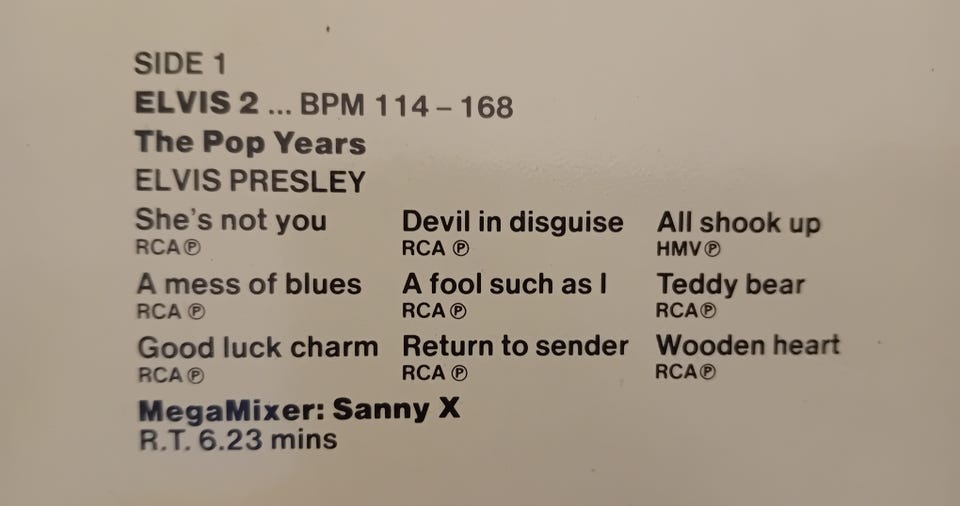 SIDE 1
ELVIS 2 ... BPM 114 – 168
The Pop Years
ELVIS PRESLEY
She's not you Devil in disguise All shook up
RCA Ⓟ RCA Ⓟ HMV Ⓟ
A mess of blues A fool such as I Teddy bear
RCA Ⓟ RCA Ⓟ RCA Ⓟ
Good luck charm Return to sender Wooden heart
RCA Ⓟ RCA Ⓟ RCA Ⓟ
MegaMixer: Sanny X
R.T. 6.23 mins